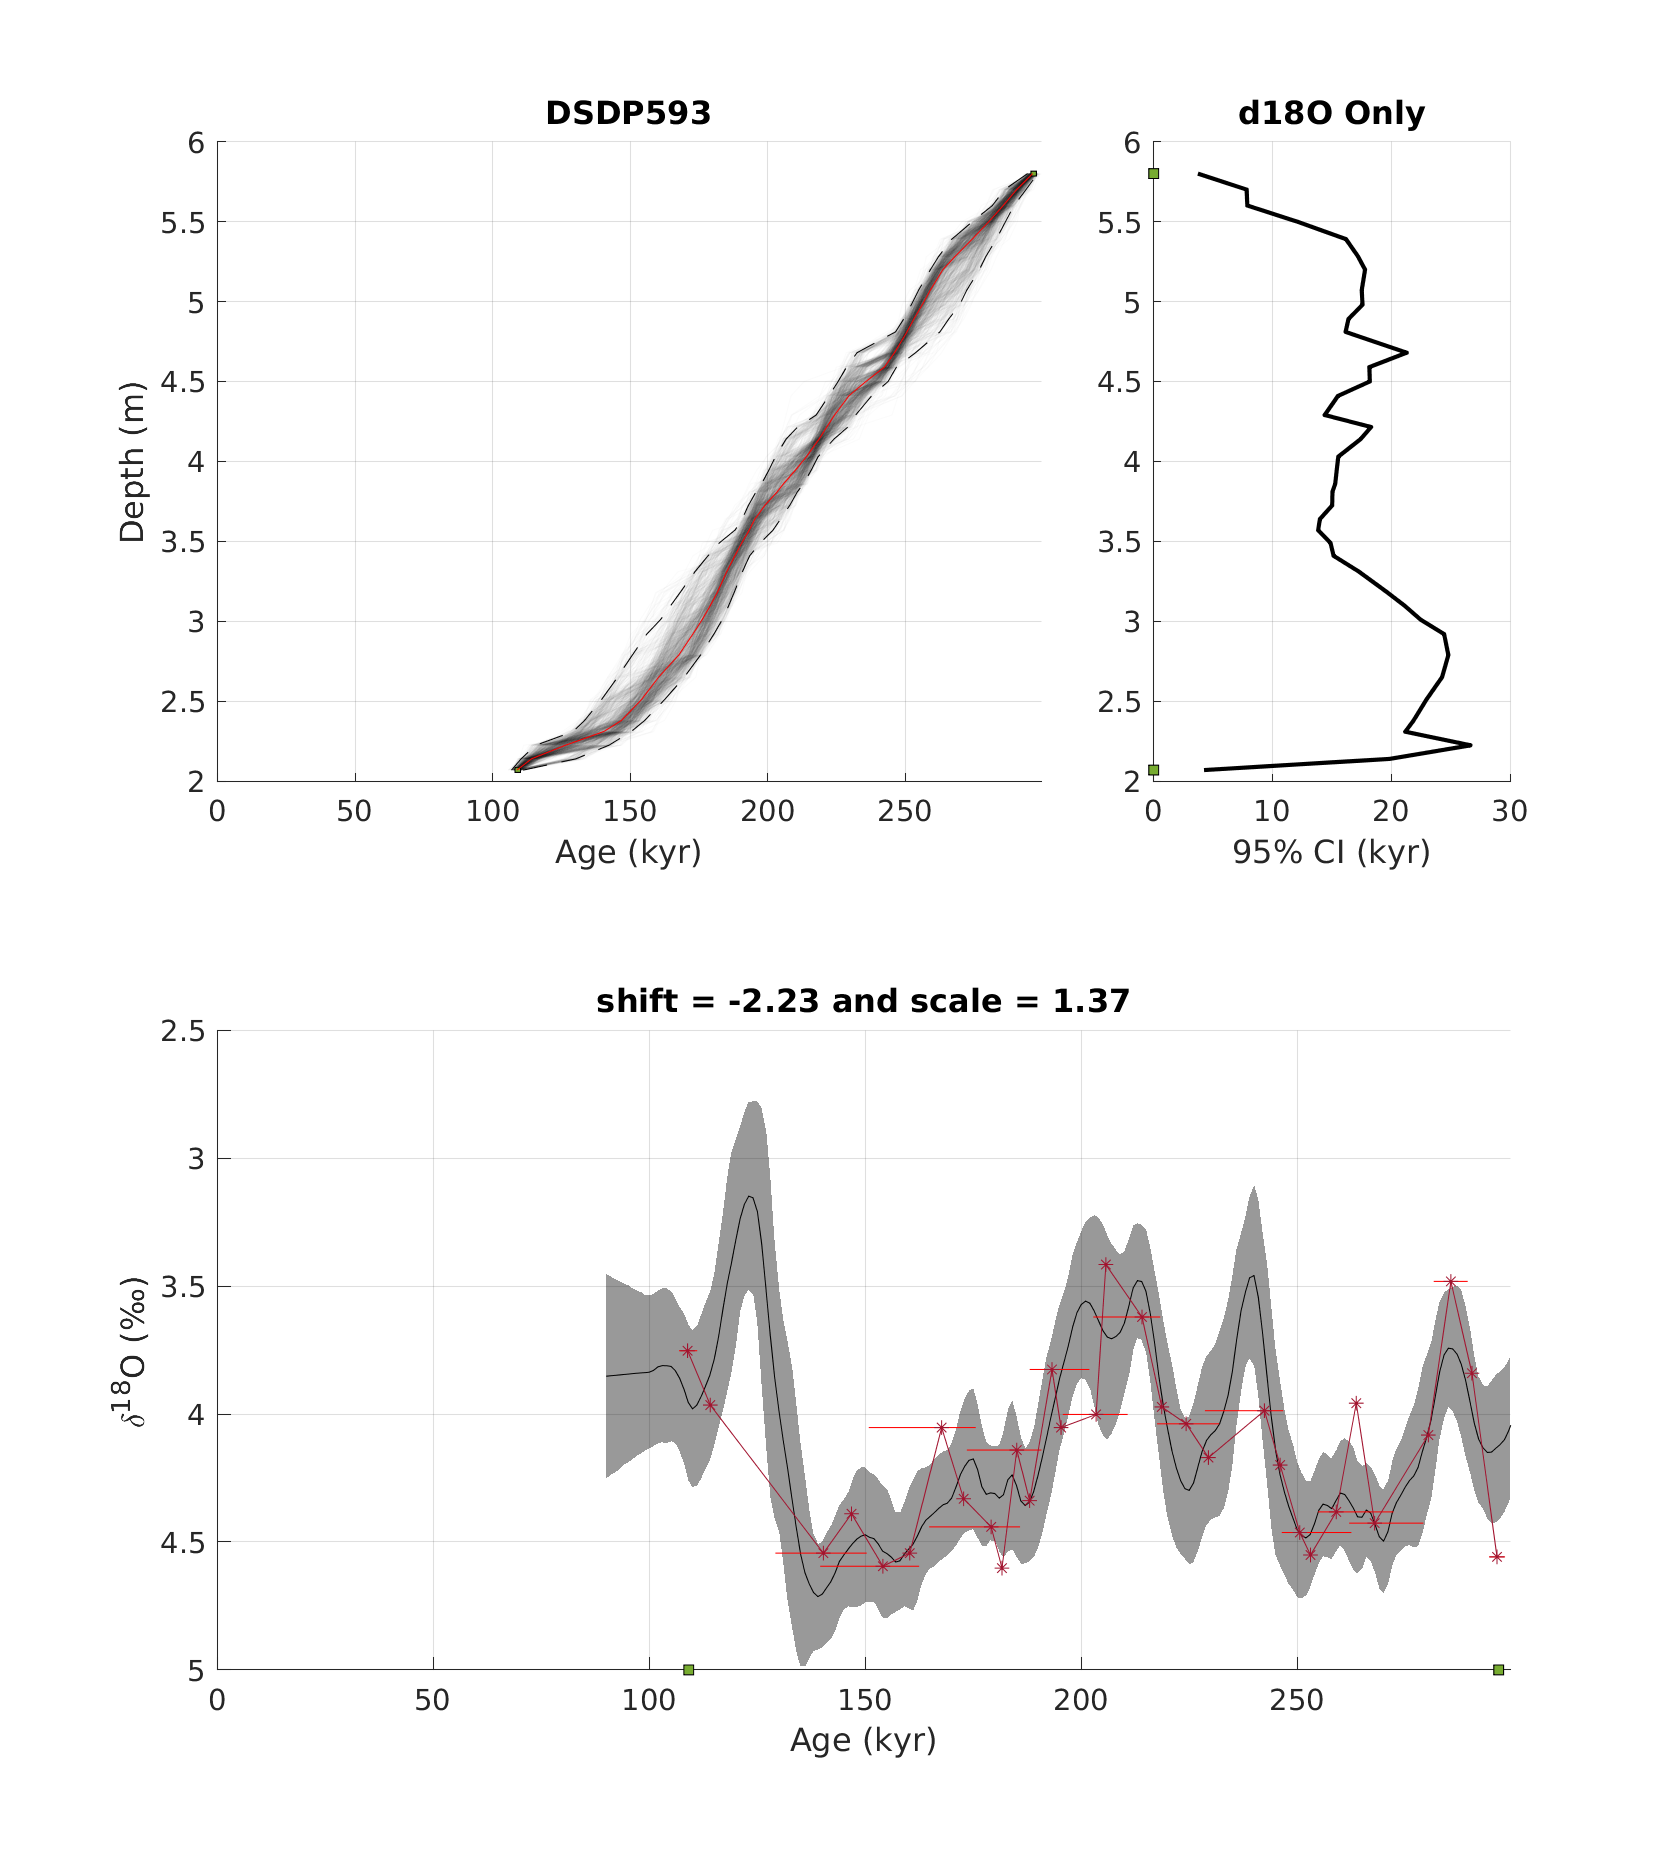 DSDP593
d18O Only
6
5.5
5
4.5
4
3.5
3
2.5
2
Depth (m)
0 50 100 150 200 250
Age (kyr)
6
5.5
5
4.5
4
3.5
3
2.5
2
0 10 20 30
95% CI (kyr)
shift = -2.23 and scale = 1.37
2.5
3
3.5
4
4.5
5
δ¹⁸O (‰)
0 50 100 150 200 250
Age (kyr)